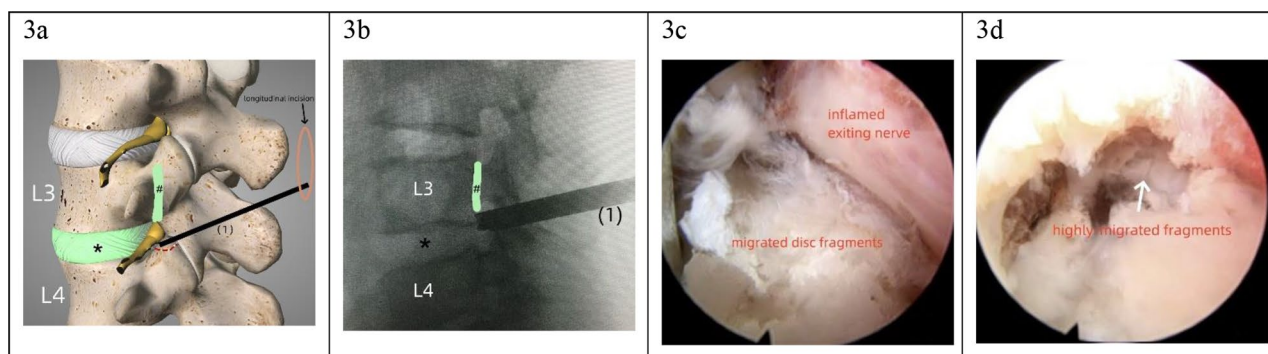 3a
longitudinal incision
L3
#
(1)
*
L4
3b
L3
#
(1)
*
L4
3c
inflamed
exiting nerve
migrated disc fragments
3d
highly migrated fragments